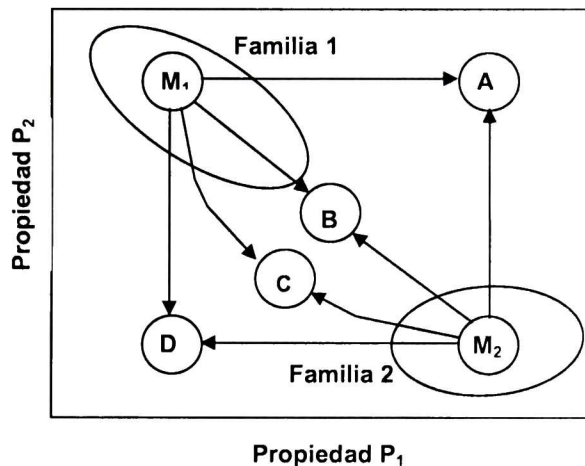 Familia 1
M₁
A
Propiedad P₂
B
C
D
M₂
Familia 2
Propiedad P₁